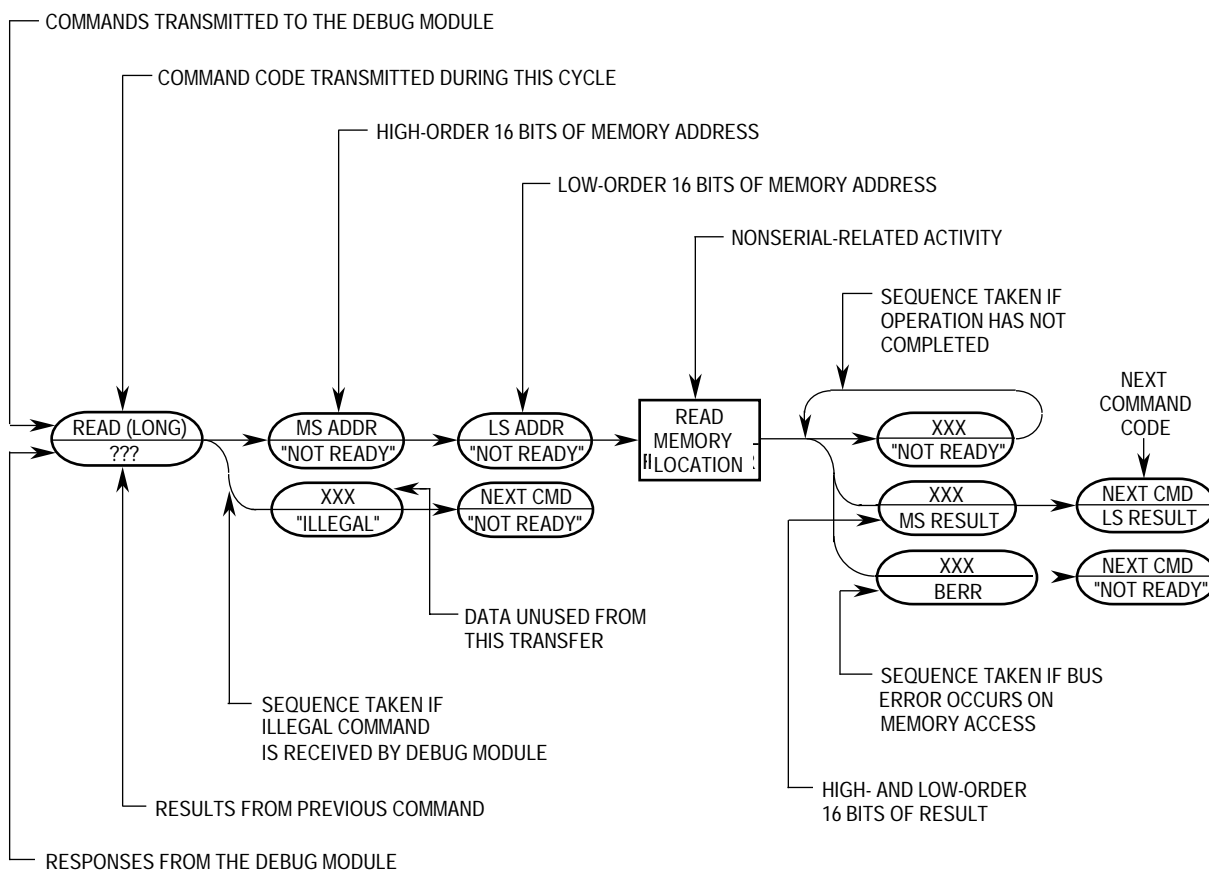 COMMANDS TRANSMITTED TO THE DEBUG MODULE
COMMAND CODE TRANSMITTED DURING THIS CYCLE
HIGH-ORDER 16 BITS OF MEMORY ADDRESS
LOW-ORDER 16 BITS OF MEMORY ADDRESS
NONSERIAL-RELATED ACTIVITY
SEQUENCE TAKEN IF
OPERATION HAS NOT
COMPLETED
NEXT
COMMAND
CODE
READ (LONG)
???
MS ADDR
"NOT READY"
LS ADDR
"NOT READY"
READ
MEMORY
LOCATION
XXX
"NOT READY"
XXX
"ILLEGAL"
NEXT CMD
"NOT READY"
XXX
MS RESULT
NEXT CMD
LS RESULT
XXX
BERR
NEXT CMD
"NOT READY"
DATA UNUSED FROM
THIS TRANSFER
SEQUENCE TAKEN IF
ILLEGAL COMMAND
IS RECEIVED BY DEBUG MODULE
SEQUENCE TAKEN IF BUS
ERROR OCCURS ON
MEMORY ACCESS
HIGH- AND LOW-ORDER
16 BITS OF RESULT
RESULTS FROM PREVIOUS COMMAND
RESPONSES FROM THE DEBUG MODULE